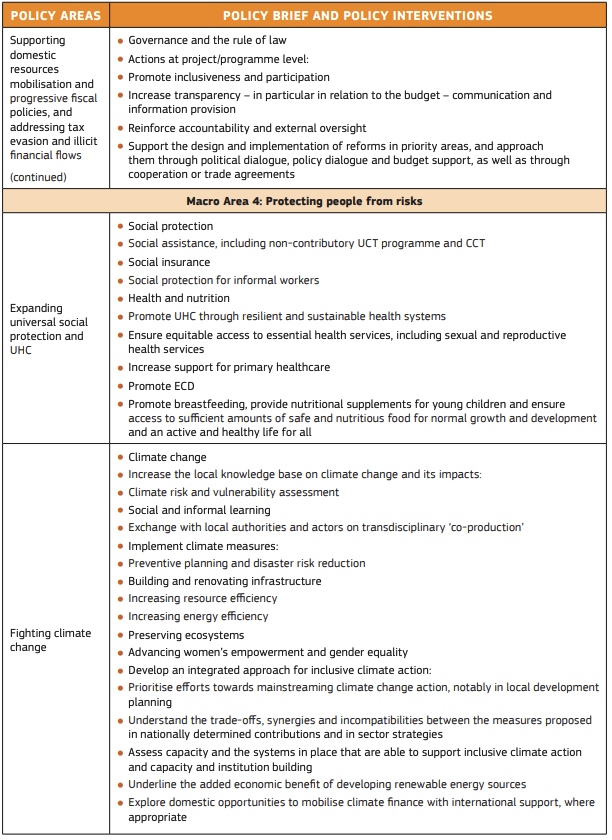 POLICY AREAS
POLICY BRIEF AND POLICY INTERVENTIONS
Supporting
domestic
resources
mobilisation and
progressive fiscal
policies, and
addressing tax
evasion and illicit
financial flows
(continued)
• Governance and the rule of law
• Actions at project/programme level:
• Promote inclusiveness and participation
• Increase transparency – in particular in relation to the budget – communication and
information provision
• Reinforce accountability and external oversight
• Support the design and implementation of reforms in priority areas, and approach
them through political dialogue, policy dialogue and budget support, as well as through
cooperation or trade agreements
Macro Area 4: Protecting people from risks
Expanding
universal social
protection and
UHC
• Social protection
• Social assistance, including non-contributory UCT programme and CCT
• Social insurance
• Social protection for informal workers
• Health and nutrition
• Promote UHC through resilient and sustainable health systems
• Ensure equitable access to essential health services, including sexual and reproductive
health services
• Increase support for primary healthcare
• Promote ECD
• Promote breastfeeding, provide nutritional supplements for young children and ensure
access to sufficient amounts of safe and nutritious food for normal growth and development
and an active and healthy life for all
Fighting climate
change
• Climate change
• Increase the local knowledge base on climate change and its impacts:
• Climate risk and vulnerability assessment
• Social and informal learning
• Exchange with local authorities and actors on transdisciplinary ‘co-production’
• Implement climate measures:
• Preventive planning and disaster risk reduction
• Building and renovating infrastructure
• Increasing resource efficiency
• Increasing energy efficiency
• Preserving ecosystems
• Advancing women’s empowerment and gender equality
• Develop an integrated approach for inclusive climate action:
• Prioritise efforts towards mainstreaming climate change action, notably in local development
planning
• Understand the trade-offs, synergies and incompatibilities between the measures proposed
in nationally determined contributions and in sector strategies
• Assess capacity and the systems in place that are able to support inclusive climate action
and capacity and institution building
• Underline the added economic benefit of developing renewable energy sources
• Explore domestic opportunities to mobilise climate finance with international support, where
appropriate